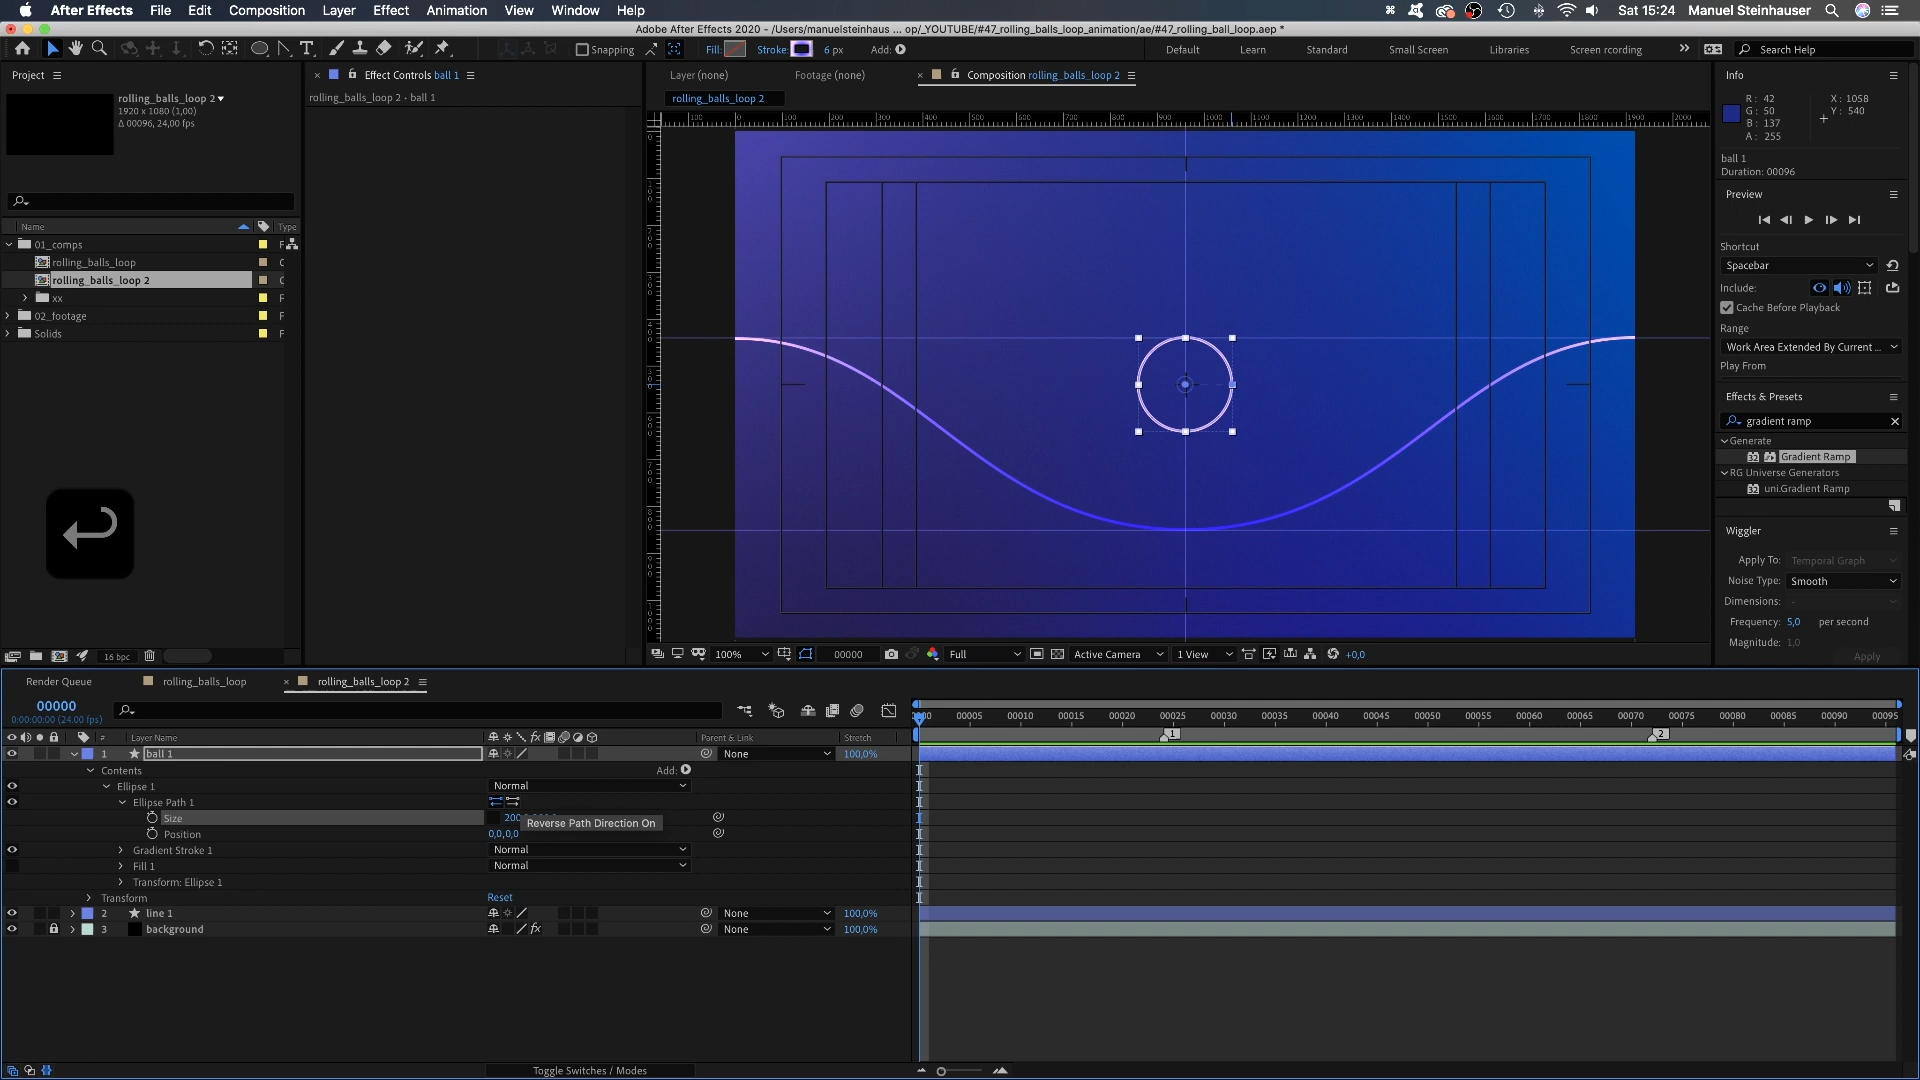 After Effects File Edit Composition Layer Effect Animation View Window Help Sat 15:24 Manuel Steinhauser
Adobe After Effects 2020 - /Users/manuelsteinhaus ... op/_YOUTUBE/#47_rolling_balls_loop_animation/ae/#47_rolling_ball_loop.aep *
Snapping Fill: Stroke: 6 px Add: Default Learn Standard Small Screen Libraries Screen rcording Search Help
Project Effect Controls ball 1 Layer (none) Footage (none) Composition rolling_balls_loop 2 Info
rolling_balls_loop 2
1920 x 1080 (1,00)
Δ 00096, 24,00 fps
rolling_balls_loop 2 • ball 1
rolling_balls_loop 2
R: 42 X: 1058
G: 50 Y: 540
B: 137
A: 255
ball 1
Duration: 00096
Preview
Shortcut
Spacebar
Include:
Cache Before Playback
Range
Work Area Extended By Current ...
Play From
Effects & Presets
gradient ramp
Generate
Gradient Ramp
RG Universe Generators
uni.Gradient Ramp
Wiggler
Apply To: Temporal Graph
Noise Type: Smooth
Dimensions: -
Frequency: 5,0 per second
Magnitude: 1,0
Apply
Name Type
01_comps F
rolling_balls_loop C
rolling_balls_loop 2 C
xx F
02_footage F
Solids F
16 bpc
100% 00000 Full Active Camera 1 View +0,0
Render Queue rolling_balls_loop rolling_balls_loop 2
00000
0:00:00:00 (24.00 fps)
00005 00010 00015 00020 00025 00030 00035 00040 00045 00050 00055 00060 00065 00070 00075 00080 00085 00090 00095
# Layer Name Parent & Link Stretch
1 2
1 ball 1 None 100,0%
Contents Add:
Ellipse 1 Normal
Ellipse Path 1
Size 200
Reverse Path Direction On
Position 0,0,0,0
Gradient Stroke 1 Normal
Fill 1 Normal
Transform: Ellipse 1
Transform Reset
2 line 1 None 100,0%
3 background fx None 100,0%
Toggle Switches / Modes